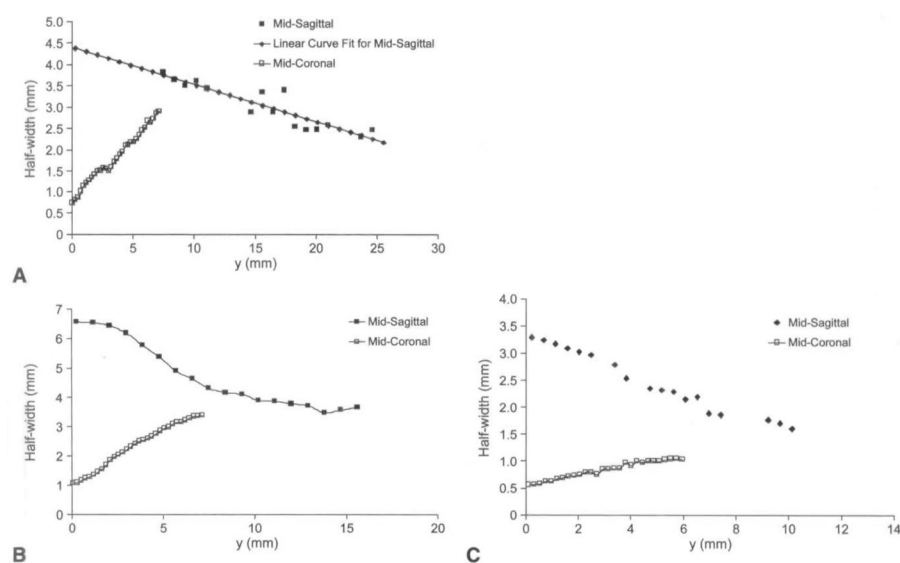 5.0
4.5
4.0
3.5
3.0
2.5
2.0
1.5
1.0
0.5
0
Half-width (mm)
0 5 10 15 20 25 30
y (mm)
Mid-Sagittal
Linear Curve Fit for Mid-Sagittal
Mid-Coronal
A
7
6
5
4
3
2
1
0
Half-width (mm)
0 5 10 15 20
y (mm)
Mid-Sagittal
Mid-Coronal
B
4.0
3.5
3.0
2.5
2.0
1.5
1.0
0.5
0
Half-width (mm)
0 2 4 6 8 10 12 14
y (mm)
Mid-Sagittal
Mid-Coronal
C